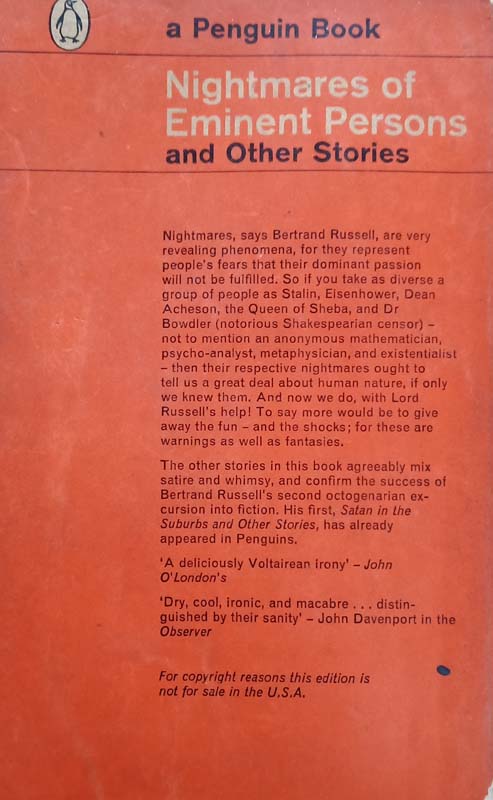 a Penguin Book
Nightmares of
Eminent Persons
and Other Stories
Nightmares, says Bertrand Russell, are very
revealing phenomena, for they represent
people's fears that their dominant passion
will not be fulfilled. So if you take as diverse a
group of people as Stalin, Eisenhower, Dean
Acheson, the Queen of Sheba, and Dr
Bowdler (notorious Shakespearian censor) –
not to mention an anonymous mathematician,
psycho-analyst, metaphysician, and existentialist
– then their respective nightmares ought to
tell us a great deal about human nature, if only
we knew them. And now we do, with Lord
Russell's help! To say more would be to give
away the fun – and the shocks; for these are
warnings as well as fantasies.
The other stories in this book agreeably mix
satire and whimsy, and confirm the success of
Bertrand Russell's second octogenarian ex-
cursion into fiction. His first, Satan in the
Suburbs and Other Stories, has already
appeared in Penguins.
'A deliciously Voltairean irony' – John
O'London's
'Dry, cool, ironic, and macabre . . . distin-
guished by their sanity' – John Davenport in the
Observer
For copyright reasons this edition is
not for sale in the U.S.A.